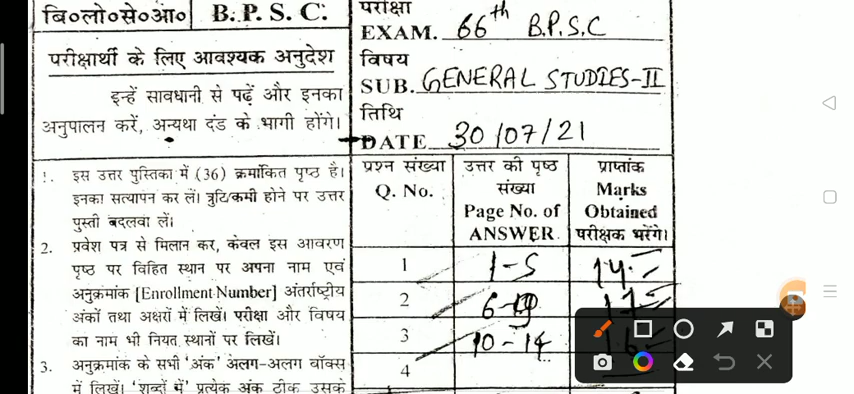 बि०लो०से०आ० B. P. S. C.
परीक्षार्थी के लिए आवश्यक अनुदेश
इन्हें सावधानी से पढ़ें और इनका
अनुपालन करें, अन्यथा दंड के भागी होंगे।
1. इस उत्तर पुस्तिका में (36) क्रमांकित पृष्ठ है।
इनका सत्यापन कर लें। त्रुटि/कमी होने पर उत्तर
पुस्ती बदलवा लें।
2. प्रवेश पत्र से मिलान कर, केवल इस आवरण
पृष्ठ पर विहित स्थान पर अपना नाम एवं
अनुक्रमांक [Enrollment Number] अंतर्राष्ट्रीय
अंकों तथा अक्षरों में लिखें। परीक्षा और विषय
का नाम भी नियत स्थानों पर लिखें।
3. अनुक्रमांक के सभी 'अंक' अलग-अलग बॉक्स
में लिखें। 'शब्दों में' प्रत्येक अंक ठीक उसके
परीक्षा
EXAM. 66th B.P.S.C
विषय
SUB. GENERAL STUDIES-II
तिथि
DATE 30/07/21
प्रश्न संख्या उत्तर की पृष्ठ प्राप्तांक
Q. No. संख्या Marks
Page No. of Obtained
ANSWER परीक्षक भरेंगे।
1 1-5 14
2 6- 17
3 10-14 16
4